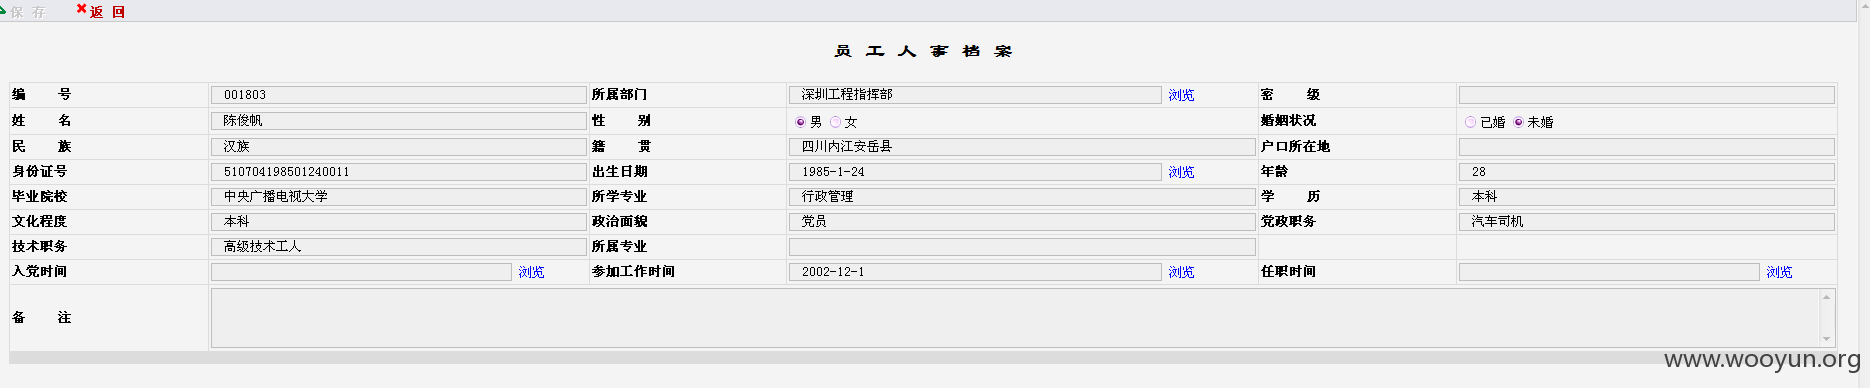 保 存 返 回
员 工 人 事 档 案
编 号 001803 所属部门 深圳工程指挥部 浏览 密 级
姓 名 陈俊帆 性 别 男 女 婚姻状况 已婚 未婚
民 族 汉族 籍 贯 四川内江安岳县 户口所在地
身份证号 510704198501240011 出生日期 1985-1-24 浏览 年龄 28
毕业院校 中央广播电视大学 所学专业 行政管理 学 历 本科
文化程度 本科 政治面貌 党员 党政职务 汽车司机
技术职务 高级技术工人 所属专业
入党时间 浏览 参加工作时间 2002-12-1 浏览 任职时间 浏览
备 注
www.wooyun.org